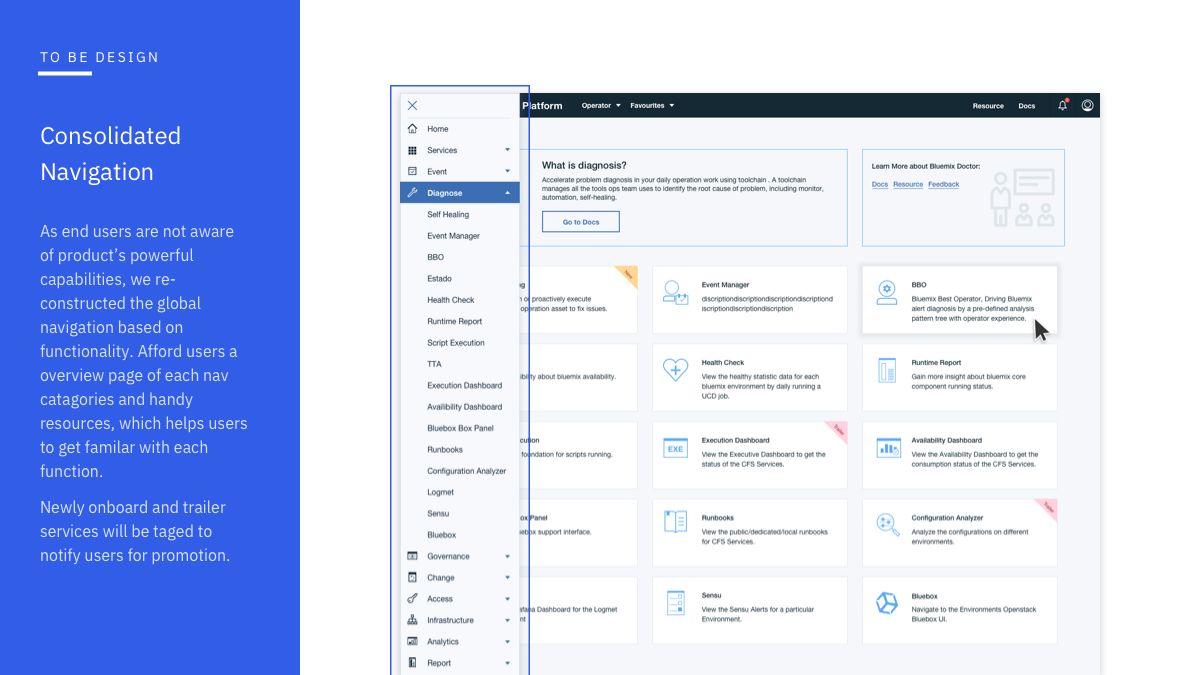 TO BE DESIGN
Consolidated
Navigation
As end users are not aware
of product’s powerful
capabilities, we re-
constructed the global
navigation based on
functionality. Afford users a
overview page of each nav
catagories and handy
resources, which helps users
to get familar with each
function.
Newly onboard and trailer
services will be taged to
notify users for promotion.
Platform
Operator
Favourites
Resource
Docs
Home
Services
Event
Diagnose
Self Healing
Event Manager
BBO
Estado
Health Check
Runtime Report
Script Execution
TTA
Execution Dashboard
Availibility Dashboard
Bluebox Box Panel
Runbooks
Configuration Analyzer
Logmet
Sensu
Bluebox
Governance
Change
Access
Infrastructure
Analytics
Report
What is diagnosis?
Accelerate problem diagnosis in your daily operation work using toolchain . A toolchain
manages all the tools ops team uses to identify the root cause of problem, including monitor,
automation, self-healing.
Go to Docs
Learn More about Bluemix Doctor:
Docs Resource Feedback
New
or proactively execute
operation asset to fix issues.
Event Manager
discriptiondiscriptiondiscriptiondiscriptiond
iscriptiondiscriptiondiscription
BBO
Bluemix Best Operator, Driving Bluemix
alert diagnosis by a pre-defined analysis
pattern tree with operator experience.
about bluemix availability.
Health Check
View the healthy statistic data for each
bluemix environment by daily running a
UCD job.
Runtime Report
Gain more insight about bluemix core
component running status.
foundation for scripts running.
EXE
Execution Dashboard
View the Executive Dashboard to get the
status of the CFS Services.
Trailer
Availability Dashboard
View the Availability Dashboard to get the
consumption status of the CFS Services.
Panel
support interface.
Runbooks
View the public/dedicated/local runbooks
for CFS Services.
Configuration Analyzer
Analyze the configurations on different
environments.
Trailer
Dashboard for the Logmet
Sensu
View the Sensu Alerts for a particular
Environment.
Bluebox
Navigate to the Environments Openstack
Bluebox UI.